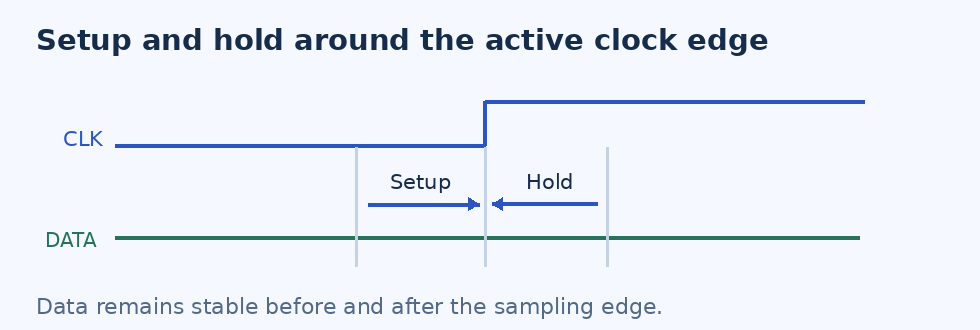 Setup and hold around the active clock edge
CLK
Setup
Hold
DATA
Data remains stable before and after the sampling edge.